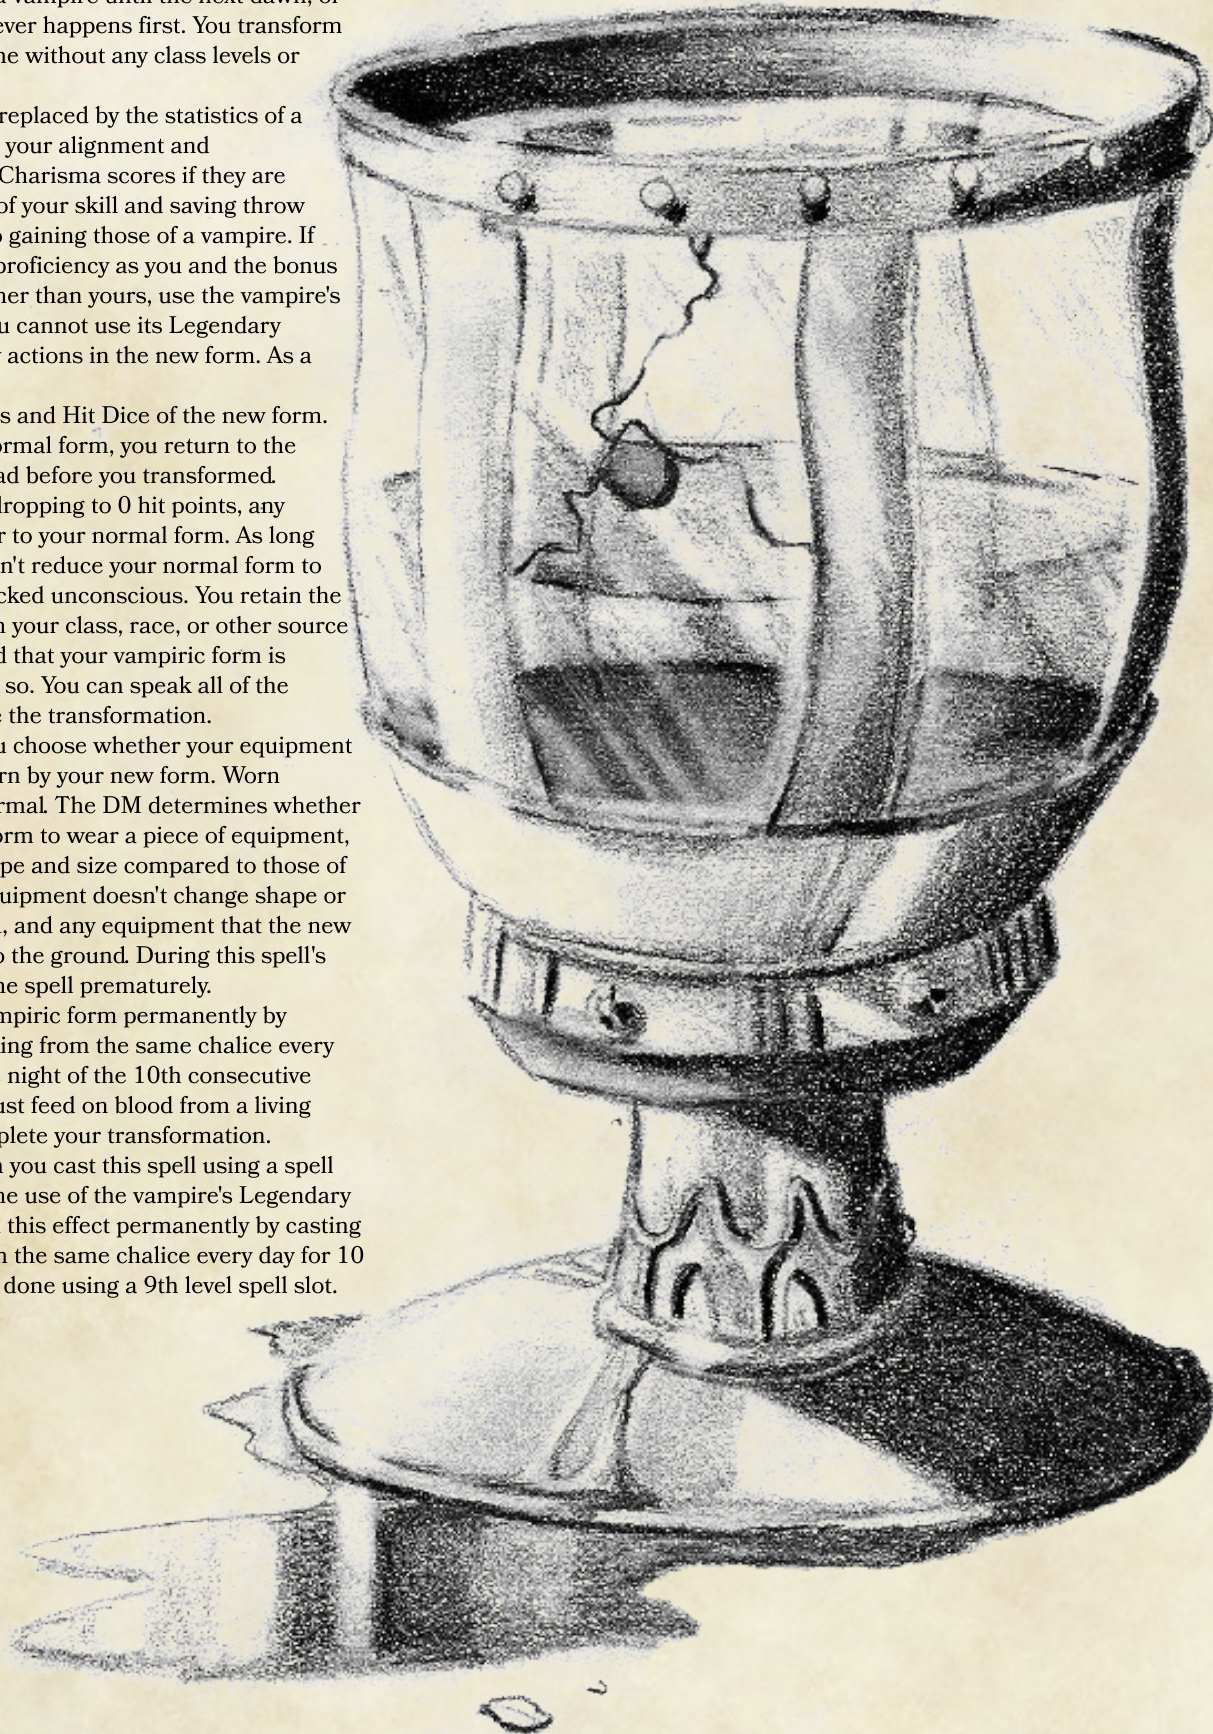 a vampire until the next dawn, or
ever happens first. You transform
ne without any class levels or
replaced by the statistics of a
your alignment and
Charisma scores if they are
of your skill and saving throw
o gaining those of a vampire. If
proficiency as you and the bonus
her than yours, use the vampire's
u cannot use its Legendary
y actions in the new form. As a
s and Hit Dice of the new form.
ormal form, you return to the
ad before you transformed.
dropping to 0 hit points, any
r to your normal form. As long
n't reduce your normal form to
cked unconscious. You retain the
n your class, race, or other source
d that your vampiric form is
so. You can speak all of the
e the transformation.
u choose whether your equipment
rn by your new form. Worn
rmal. The DM determines whether
orm to wear a piece of equipment,
pe and size compared to those of
quipment doesn't change shape or
, and any equipment that the new
o the ground. During this spell's
he spell prematurely.
mpiric form permanently by
ing from the same chalice every
night of the 10th consecutive
ust feed on blood from a living
plete your transformation.
n you cast this spell using a spell
he use of the vampire's Legendary
this effect permanently by casting
n the same chalice every day for 10
done using a 9th level spell slot.